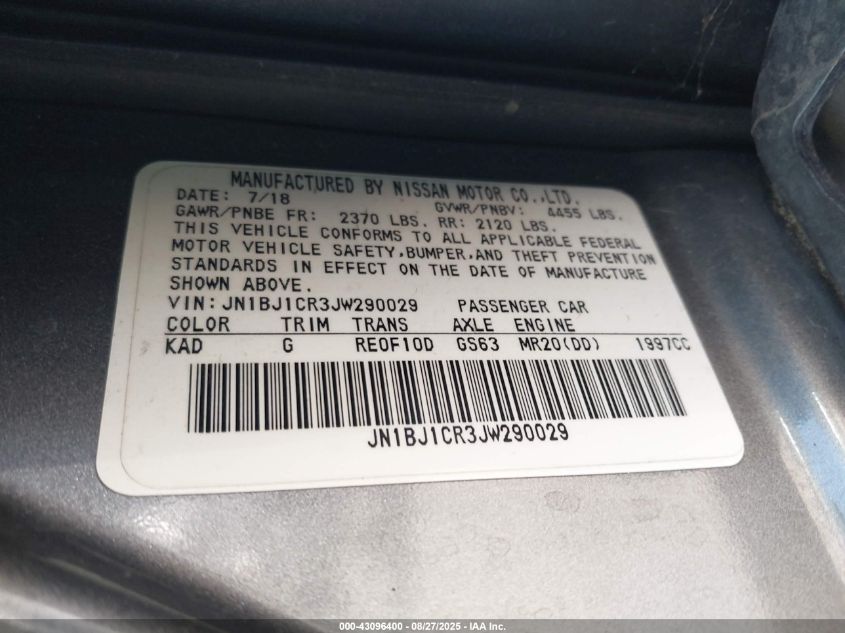 MANUFACTURED BY NISSAN MOTOR CO.,LTD.
DATE: 7/18 GVWR/PNBV: 4455 LBS.
GAWR/PNBE FR: 2370 LBS. RR: 2120 LBS.
THIS VEHICLE CONFORMS TO ALL APPLICABLE FEDERAL
MOTOR VEHICLE SAFETY,BUMPER,AND THEFT PREVENTION
STANDARDS IN EFFECT ON THE DATE OF MANUFACTURE
SHOWN ABOVE.
VIN:JN1BJ1CR3JW290029 PASSENGER CAR
COLOR TRIM TRANS AXLE ENGINE
KAD G RE0F10D GS63 MR20(DD) 1997CC
JN1BJ1CR3JW290029
000-43096400 - 08/27/2025 - IAA Inc.